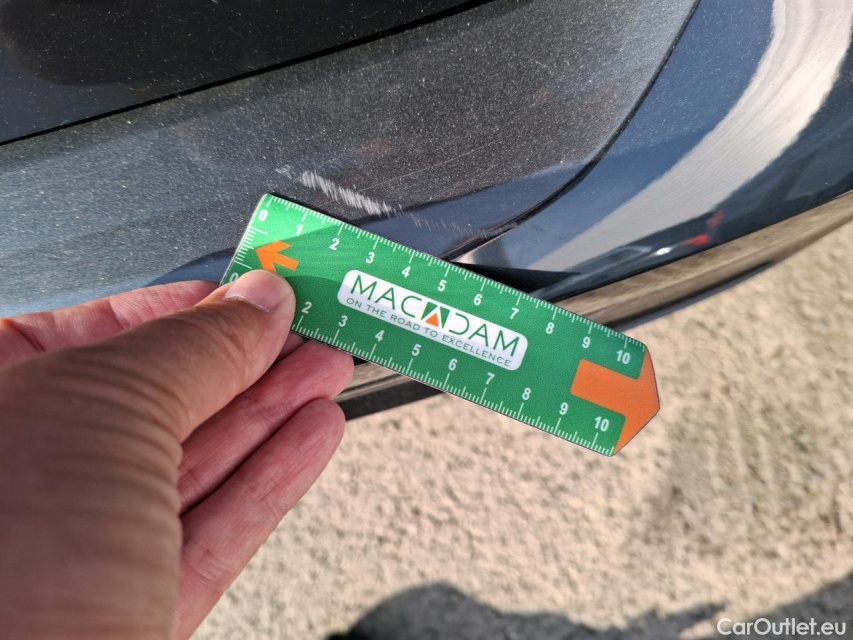 0 1 2 3 4 5 6 7 8 9 10
MACADAM
ON THE ROAD TO EXCELLENCE
0 2 3 4 5 6 7 8 9 10
CarOutlet.eu